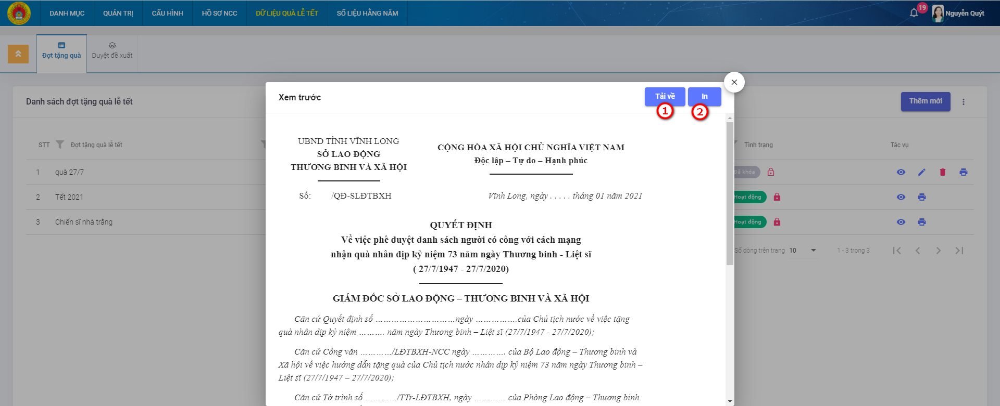 DANH MỤC
QUẢN TRỊ
CẤU HÌNH
HỒ SƠ NCC
DỮ LIỆU QUÀ LỄ TẾT
SỐ LIỆU HẰNG NĂM
19
Nguyễn Quýt
Đợt tặng quà
Duyệt đề xuất
Danh sách đợt tặng quà lễ tết
Thêm mới
STT
Đợt tặng quà lễ tết
Tình trạng
Tác vụ
1
quà 27/7
Đã khóa
2
Tết 2021
Hoạt động
3
Chiến sĩ nhà trắng
Hoạt động
Số dòng trên trang
10
1 - 3 trong 3
Xem trước
Tải về
In
1
2
UBND TỈNH VĨNH LONG
SỞ LAO ĐỘNG
THƯƠNG BINH VÀ XÃ HỘI
CỘNG HÒA XÃ HỘI CHỦ NGHĨA VIỆT NAM
Độc lập – Tự do – Hạnh phúc
Số: /QĐ-SLĐTBXH
Vĩnh Long, ngày . . . . . tháng 01 năm 2021
QUYẾT ĐỊNH
Về việc phê duyệt danh sách người có công với cách mạng
nhận quà nhân dịp kỷ niệm 73 năm ngày Thương binh - Liệt sĩ
( 27/7/1947 - 27/7/2020)
GIÁM ĐỐC SỞ LAO ĐỘNG – THƯƠNG BINH VÀ XÃ HỘI
Căn cứ Quyết định số …………………………ngày …………….của Chủ tịch nước về việc tặng
quà nhân dịp kỷ niệm ………. năm ngày Thương binh – Liệt sĩ (27/7/1947 - 27/7/2020);
Căn cứ Công văn …………/LĐTBXH-NCC ngày …………. của Bộ Lao động – Thương binh và
Xã hội về việc hướng dẫn tặng quà của Chủ tịch nước nhân dịp kỷ niệm 73 năm ngày Thương binh –
Liệt sĩ (27/7/1947 – 27/7/2020);
Căn cứ Tờ trình số …………/TTr-LĐTBXH, ngày ………… của Phòng Lao động – Thương binh